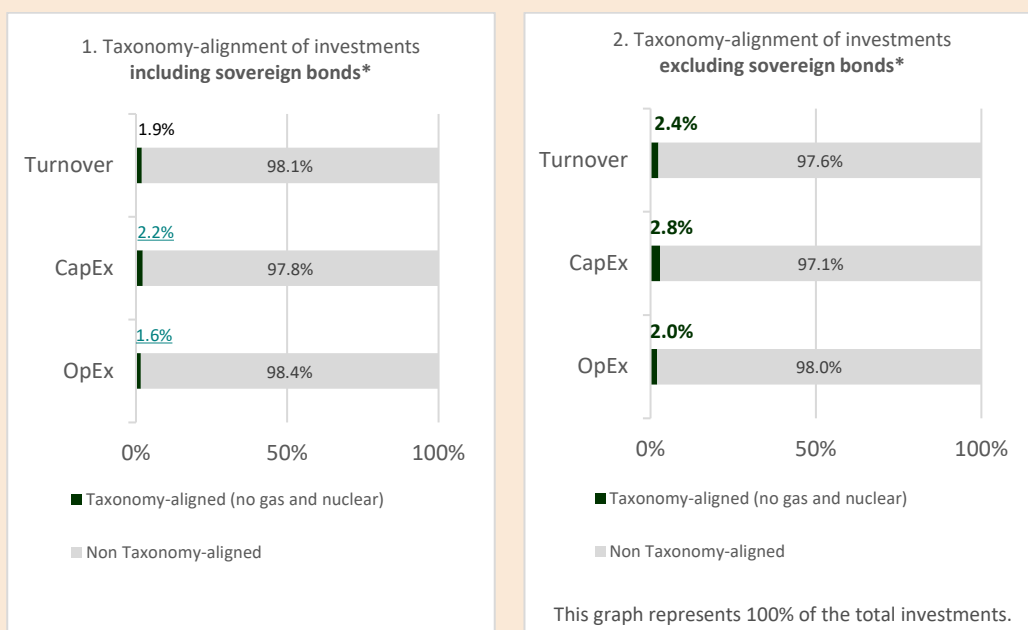 1. Taxonomy-alignment of investments
including sovereign bonds*
1.9%
Turnover
98.1%
2.2%
CapEx
97.8%
1.6%
OpEx
98.4%
0%
50%
100%
Taxonomy-aligned (no gas and nuclear)
Non Taxonomy-aligned
2. Taxonomy-alignment of investments
excluding sovereign bonds*
2.4%
Turnover
97.6%
2.8%
CapEx
97.1%
2.0%
OpEx
98.0%
0%
50%
100%
Taxonomy-aligned (no gas and nuclear)
Non Taxonomy-aligned
This graph represents 100% of the total investments.